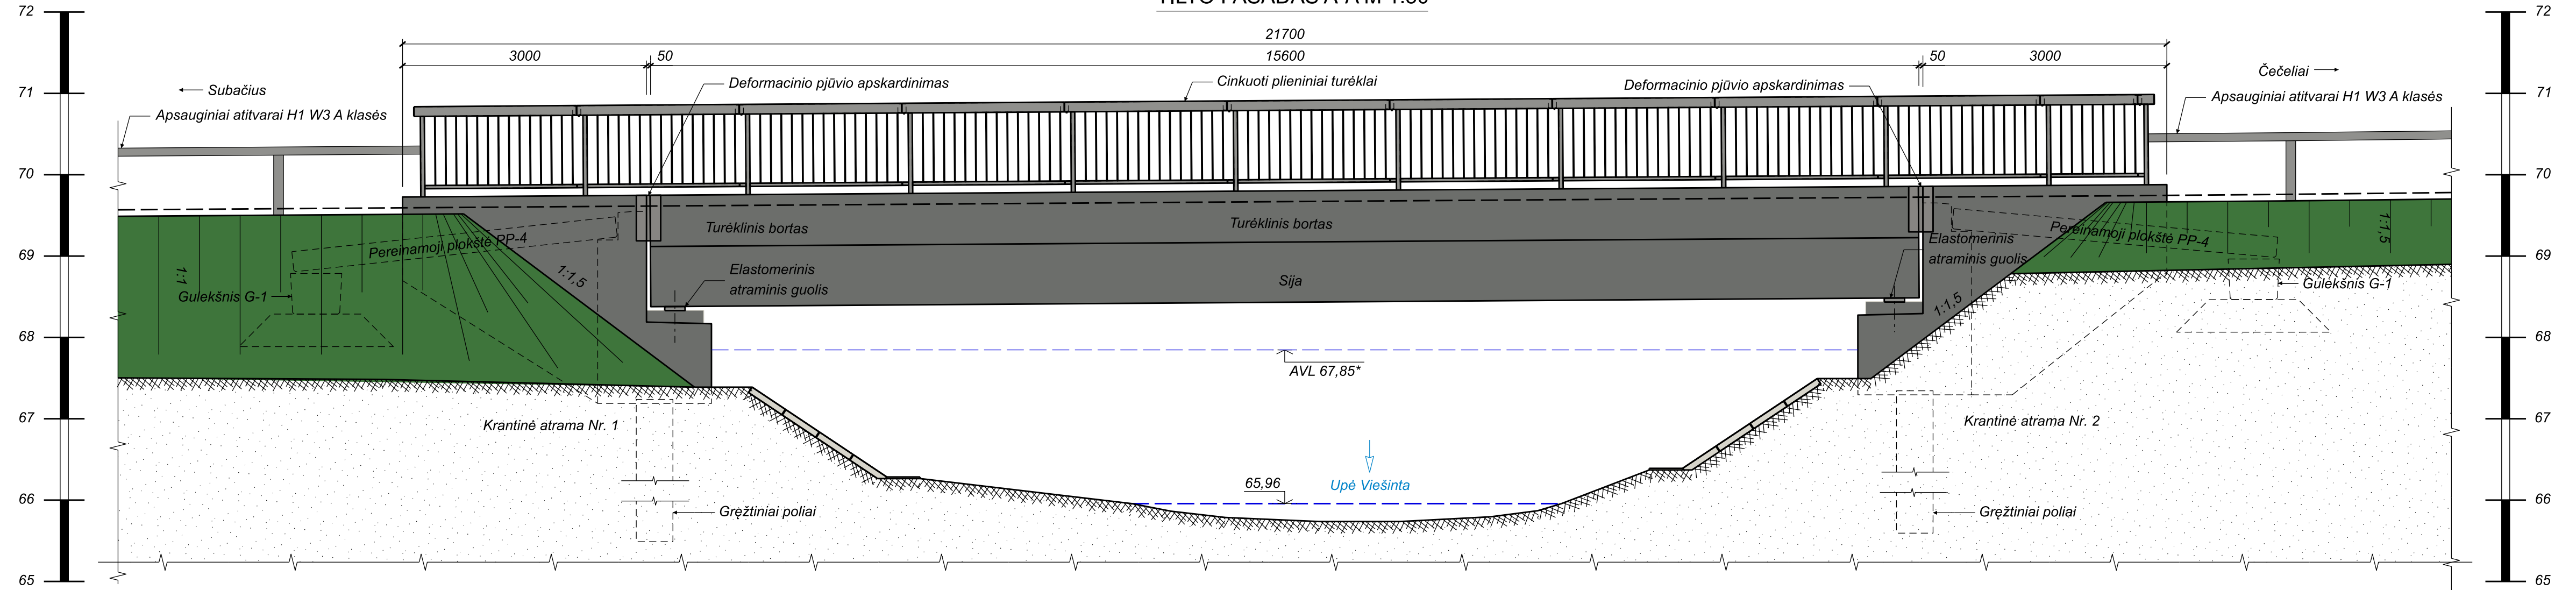 TILTO FASADAS A-A M 1:50
72
72
21700
3000
50
15600
50
3000
Deformacinio pjūvio apskardinimas
Cinkuoti plieniniai turėklai
Deformacinio pjūvio apskardinimas
Čečeliai
Subačius
71
71
Apsauginiai atitvarai H1 W3 A klasės
Apsauginiai atitvarai H1 W3 A klasės
70
70
Turėklinis bortas
Turėklinis bortas
Pereinamoji plokštė PP-4
Pereinamoji plokštė PP-4
1:1,5
69
69
Elastomerinis
atraminis guolis
Elastomerinis
atraminis guolis
1:1
1:1,5
Sija
Gulekšnis G-1
Gulekšnis G-1
1:1,5
68
68
AVL 67,85*
67
67
Krantinė atrama Nr. 1
Krantinė atrama Nr. 2
65,96
Upė Viešinta
66
66
Gręžtiniai poliai
Gręžtiniai poliai
65
65